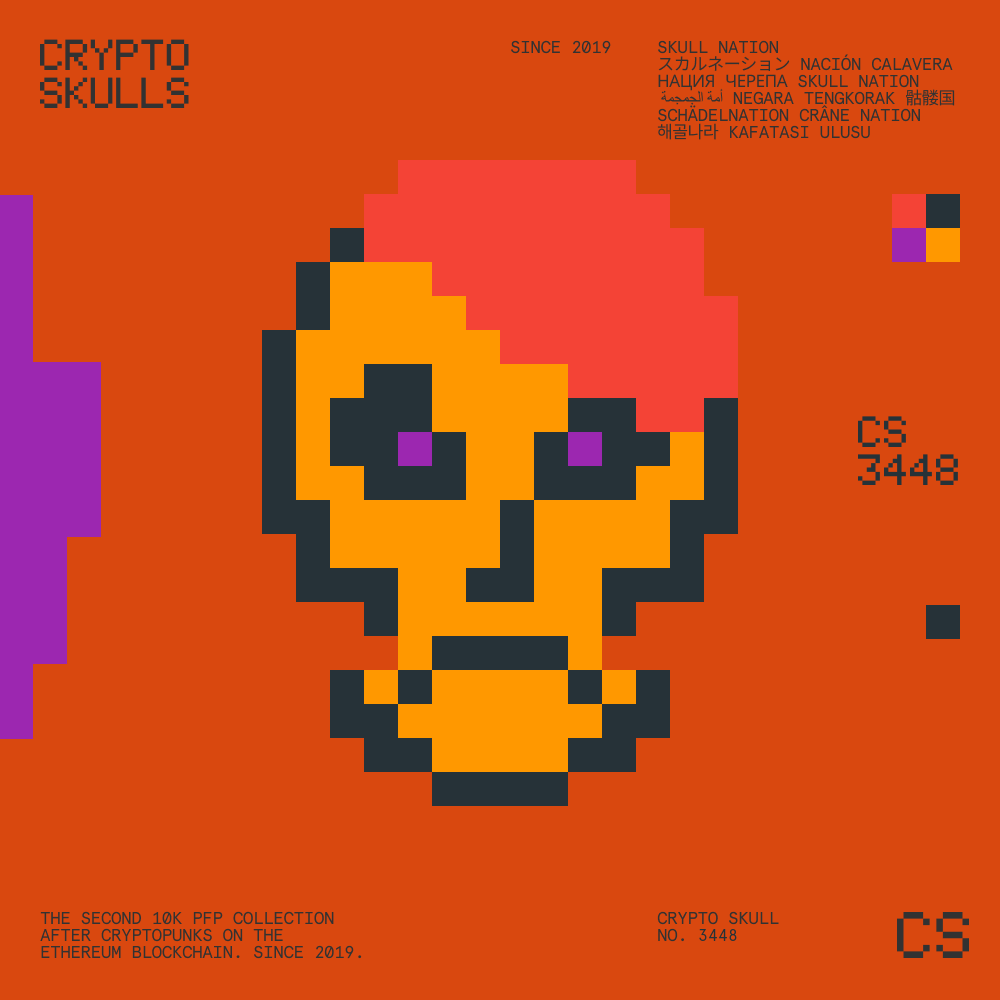 CRYPTO
SKULLS
SINCE 2019
SKULL NATION
スカルネーション NACIÓN CALAVERA
НАЦИЯ ЧЕРЕПА SKULL NATION
أمة الجمجمة NEGARA TENGKORAK 骷髅国
SCHÄDELNATION CRÂNE NATION
해골나라 KAFATASI ULUSU
CS
3448
THE SECOND 10K PFP COLLECTION
AFTER CRYPTOPUNKS ON THE
ETHEREUM BLOCKCHAIN. SINCE 2019.
CRYPTO SKULL
NO. 3448
CS